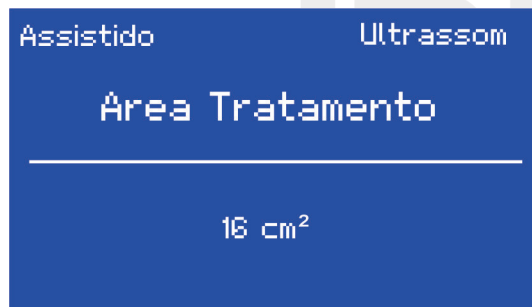 Assistido Ultrassom
Area Tratamento
16 cm²